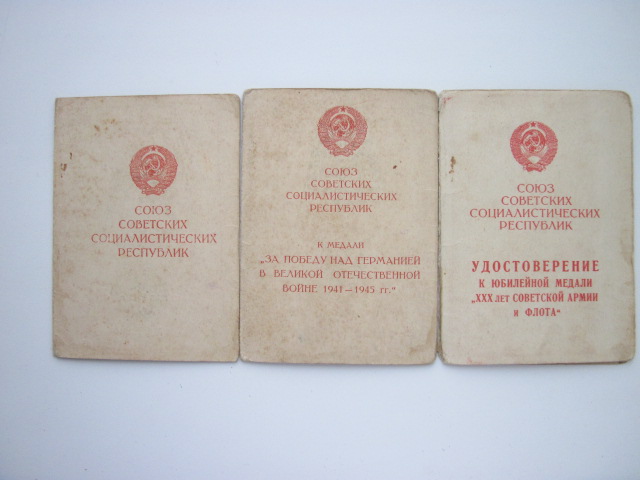 СОЮЗ
СОВЕТСКИХ
СОЦИАЛИСТИЧЕСКИХ
РЕСПУБЛИК
СОЮЗ
СОВЕТСКИХ
СОЦИАЛИСТИЧЕСКИХ
РЕСПУБЛИК
К МЕДАЛИ
„ЗА ПОБЕДУ НАД ГЕРМАНИЕЙ
В ВЕЛИКОЙ ОТЕЧЕСТВЕННОЙ
ВОЙНЕ 1941—1945 гг.“
СОЮЗ
СОВЕТСКИХ
СОЦИАЛИСТИЧЕСКИХ
РЕСПУБЛИК
УДОСТОВЕРЕНИЕ
К ЮБИЛЕЙНОЙ МЕДАЛИ
„XXX лет СОВЕТСКОЙ АРМИИ
и ФЛОТА“